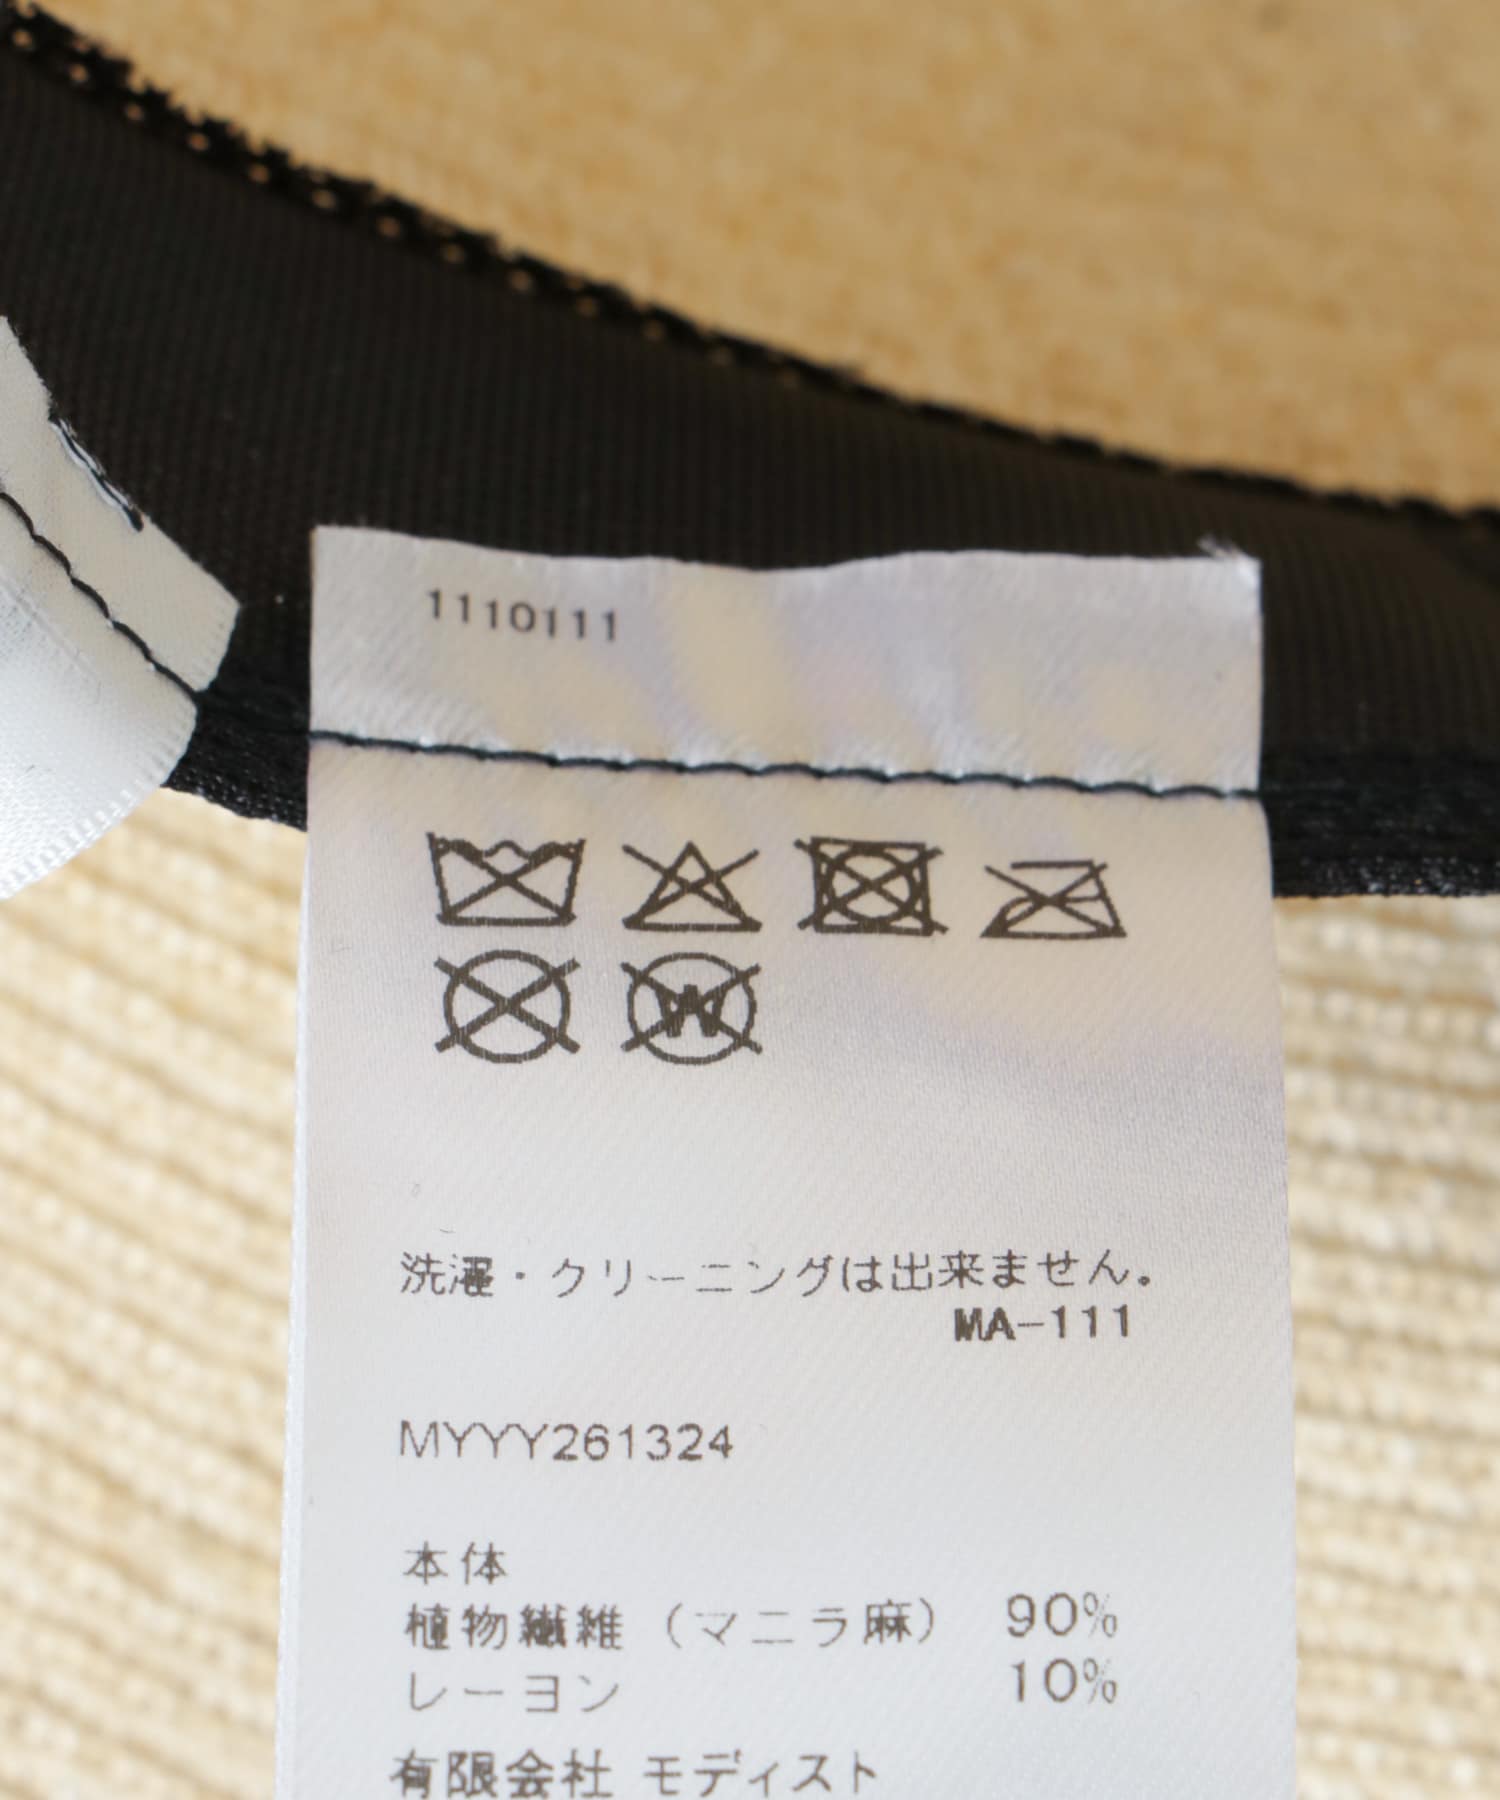 1110111
W
洗濯・クリーニングは出来ません。
MA-111
MYYY261324
本体
植物繊維（マニラ麻） 90%
レーヨン 10%
有限会社 モディスト